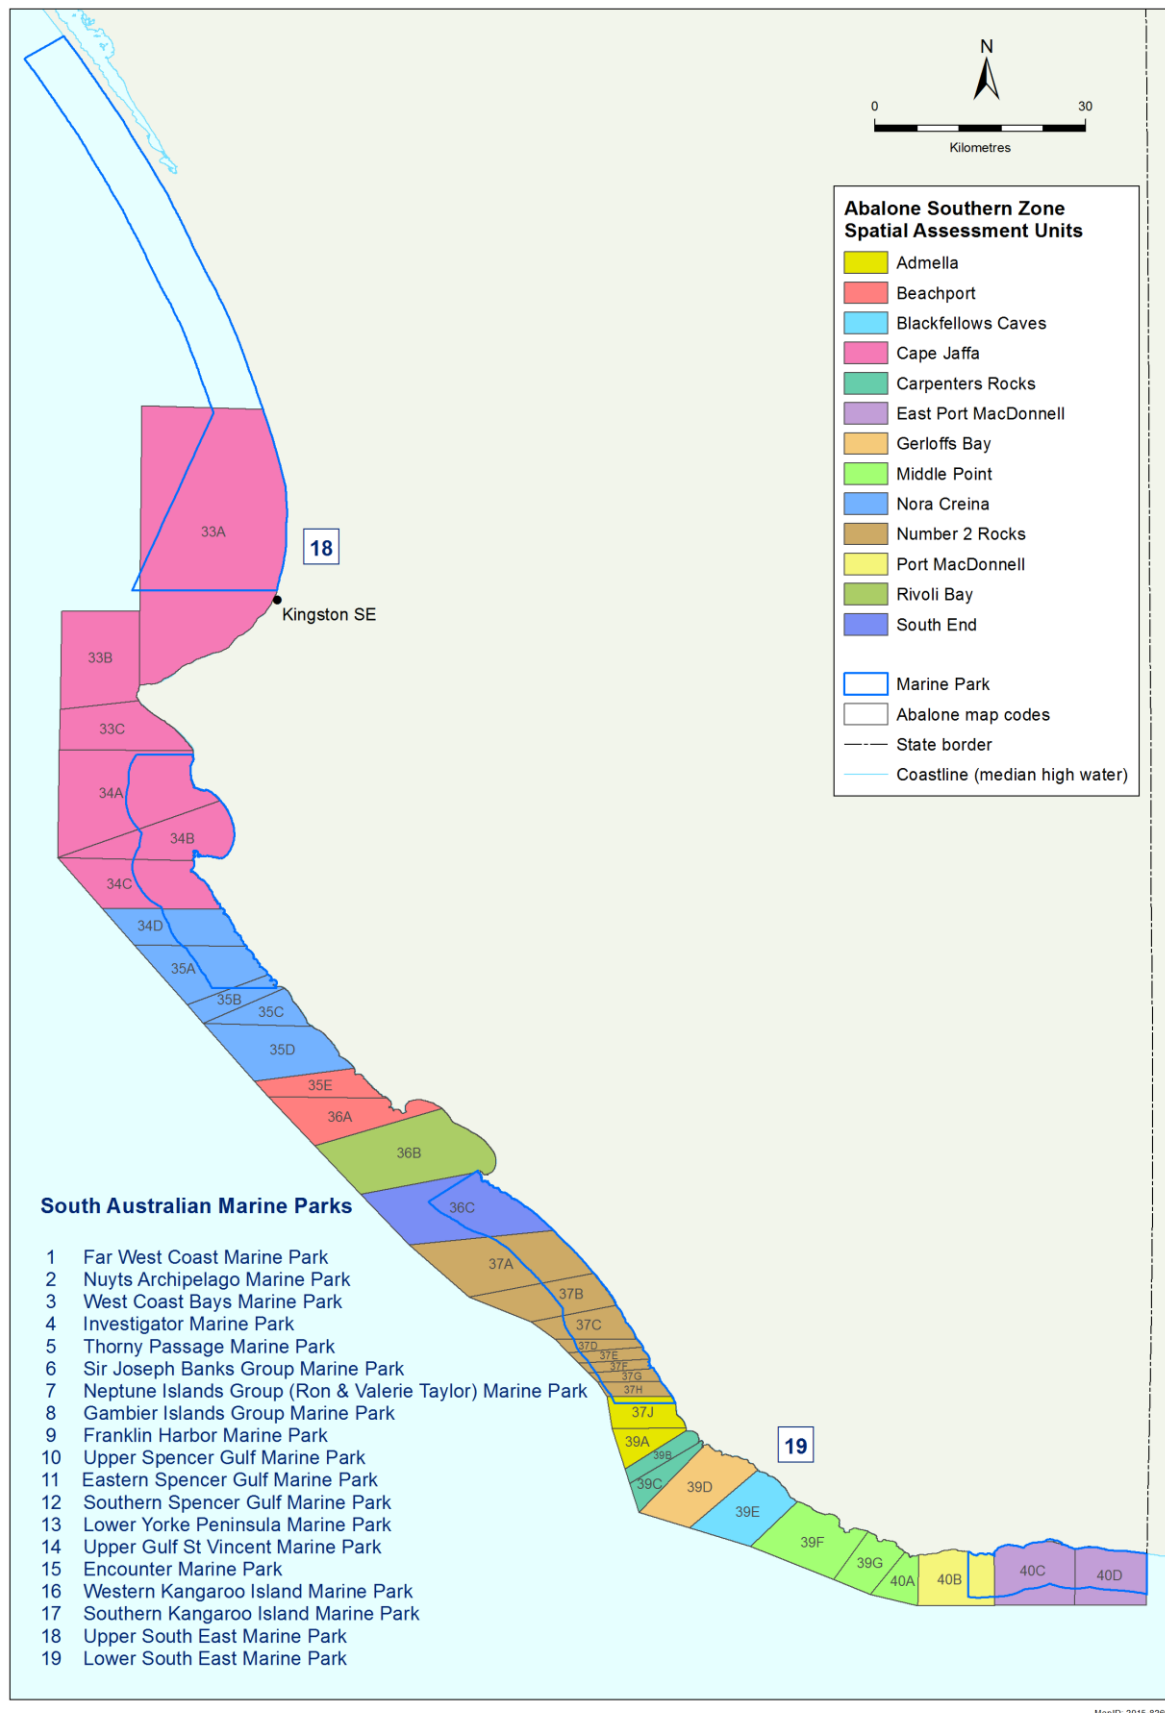 N
0 30
Kilometres
Abalone Southern Zone
Spatial Assessment Units
Admella
Beachport
Blackfellows Caves
Cape Jaffa
Carpenters Rocks
East Port MacDonnell
Gerloffs Bay
Middle Point
Nora Creina
Number 2 Rocks
Port MacDonnell
Rivoli Bay
South End
Marine Park
Abalone map codes
State border
Coastline (median high water)
33A
18
Kingston SE
33B
33C
34A
34B
34C
34D
35A
35B
35C
35D
35E
36A
36B
36C
37A
37B
37C
37D
37E
37F
37G
37H
37J
39A
39B
39C
39D
39E
19
39F
39G
40A
40B
40C
40D
South Australian Marine Parks
1 Far West Coast Marine Park
2 Nuyts Archipelago Marine Park
3 West Coast Bays Marine Park
4 Investigator Marine Park
5 Thorny Passage Marine Park
6 Sir Joseph Banks Group Marine Park
7 Neptune Islands Group (Ron & Valerie Taylor) Marine Park
8 Gambier Islands Group Marine Park
9 Franklin Harbor Marine Park
10 Upper Spencer Gulf Marine Park
11 Eastern Spencer Gulf Marine Park
12 Southern Spencer Gulf Marine Park
13 Lower Yorke Peninsula Marine Park
14 Upper Gulf St Vincent Marine Park
15 Encounter Marine Park
16 Western Kangaroo Island Marine Park
17 Southern Kangaroo Island Marine Park
18 Upper South East Marine Park
19 Lower South East Marine Park